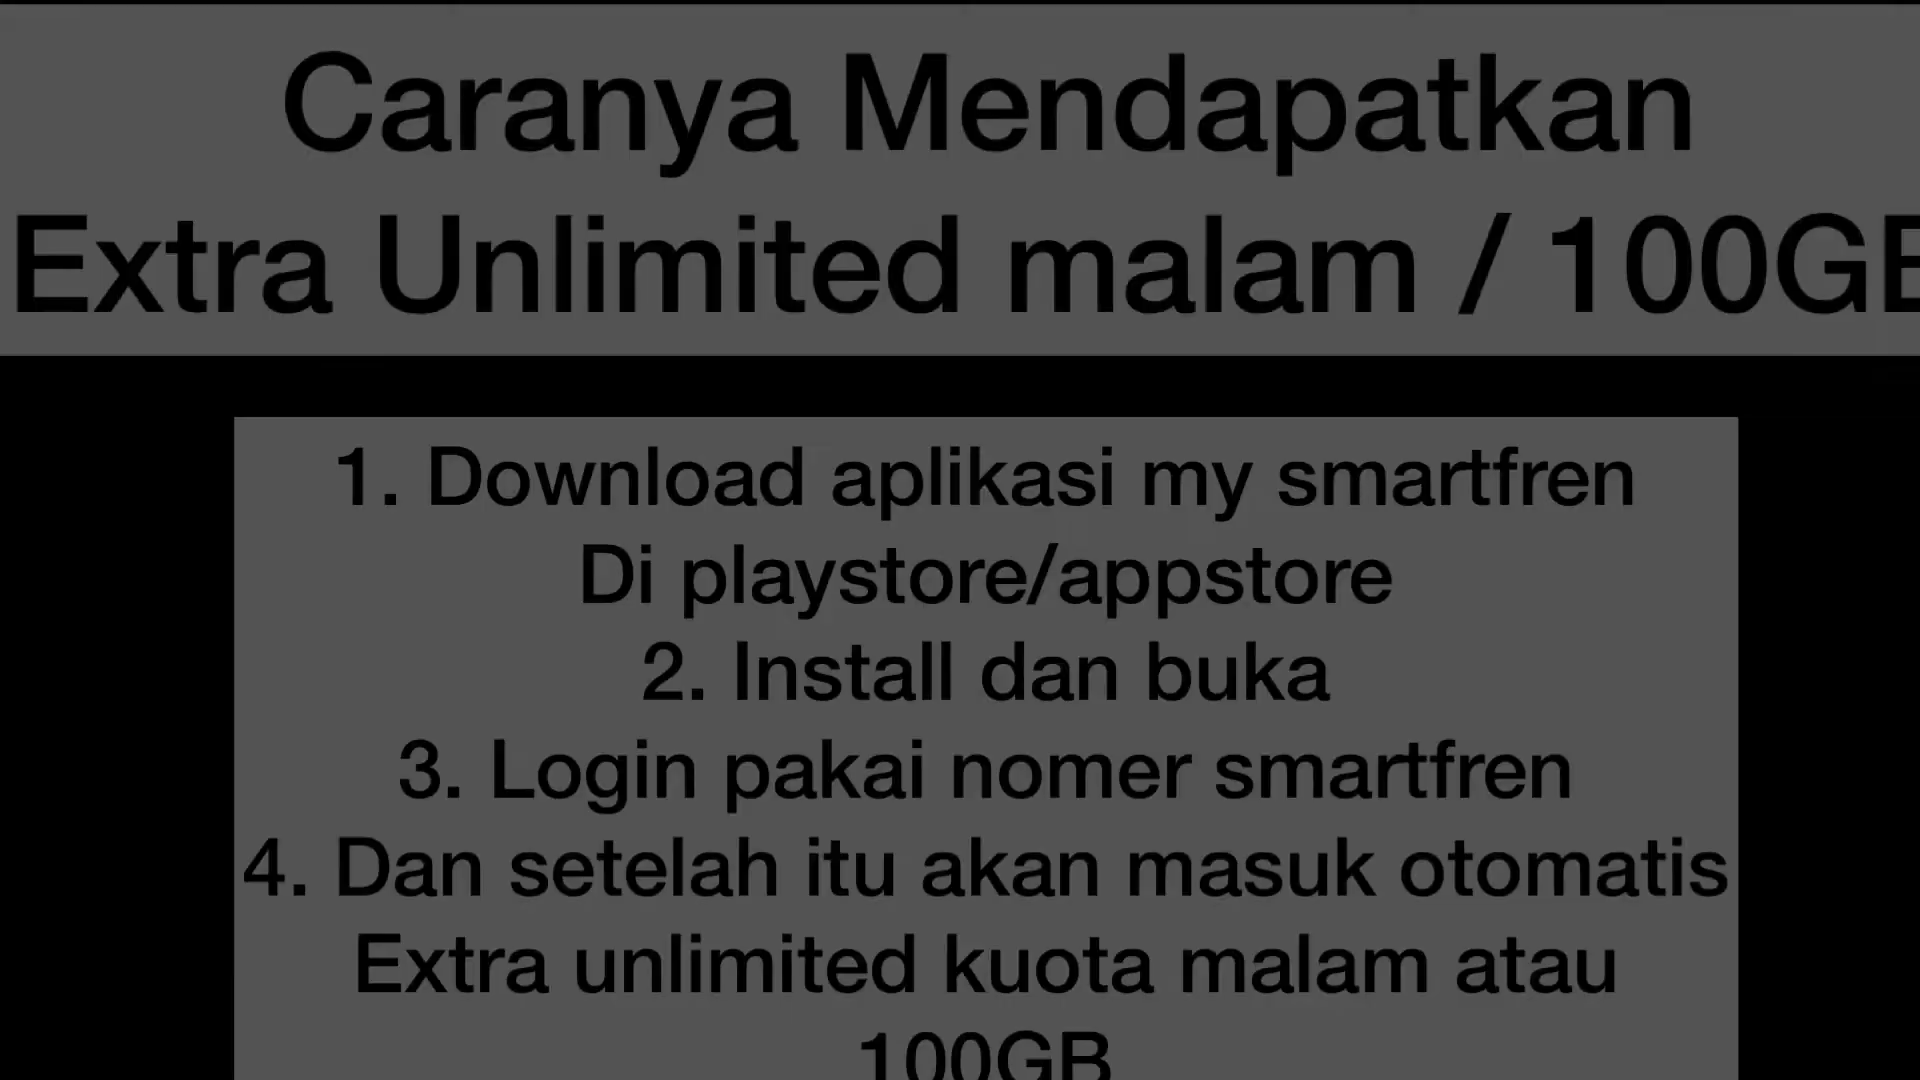 Caranya Mendapatkan
Extra Unlimited malam / 100GB
1. Download aplikasi my smartfren
Di playstore/appstore
2. Install dan buka
3. Login pakai nomer smartfren
4. Dan setelah itu akan masuk otomatis
Extra unlimited kuota malam atau
100GB